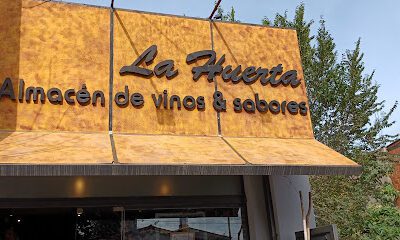 La Huerta
Almacén de vinos & sabores